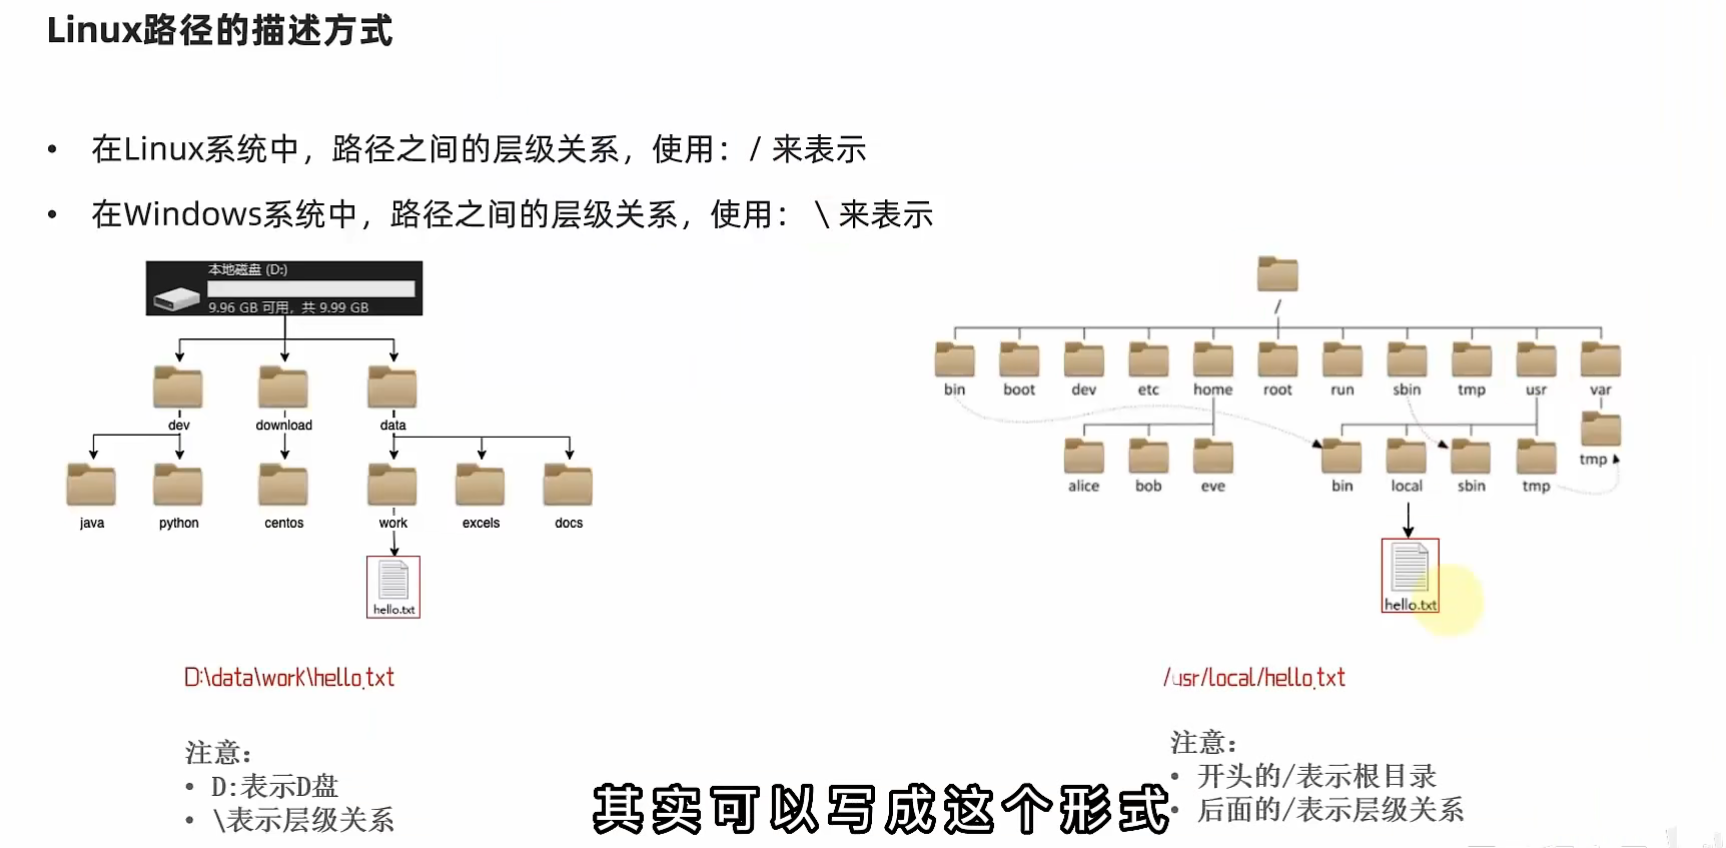 Linux路径的描述方式
• 在Linux系统中，路径之间的层级关系，使用：/ 来表示
• 在Windows系统中，路径之间的层级关系，使用： \ 来表示
本地磁盘 (D:)
9.96 GB 可用，共 9.99 GB
dev download data
java python centos work excels docs
hello.txt
D:\data\work\hello.txt
注意：
• D:表示D盘
• \表示层级关系
/
bin boot dev etc home root run sbin tmp usr var
tmp
alice bob eve bin local sbin tmp
hello.txt
/usr/local/hello.txt
注意：
• 开头的/表示根目录
• 后面的/表示层级关系
其实可以写成这个形式